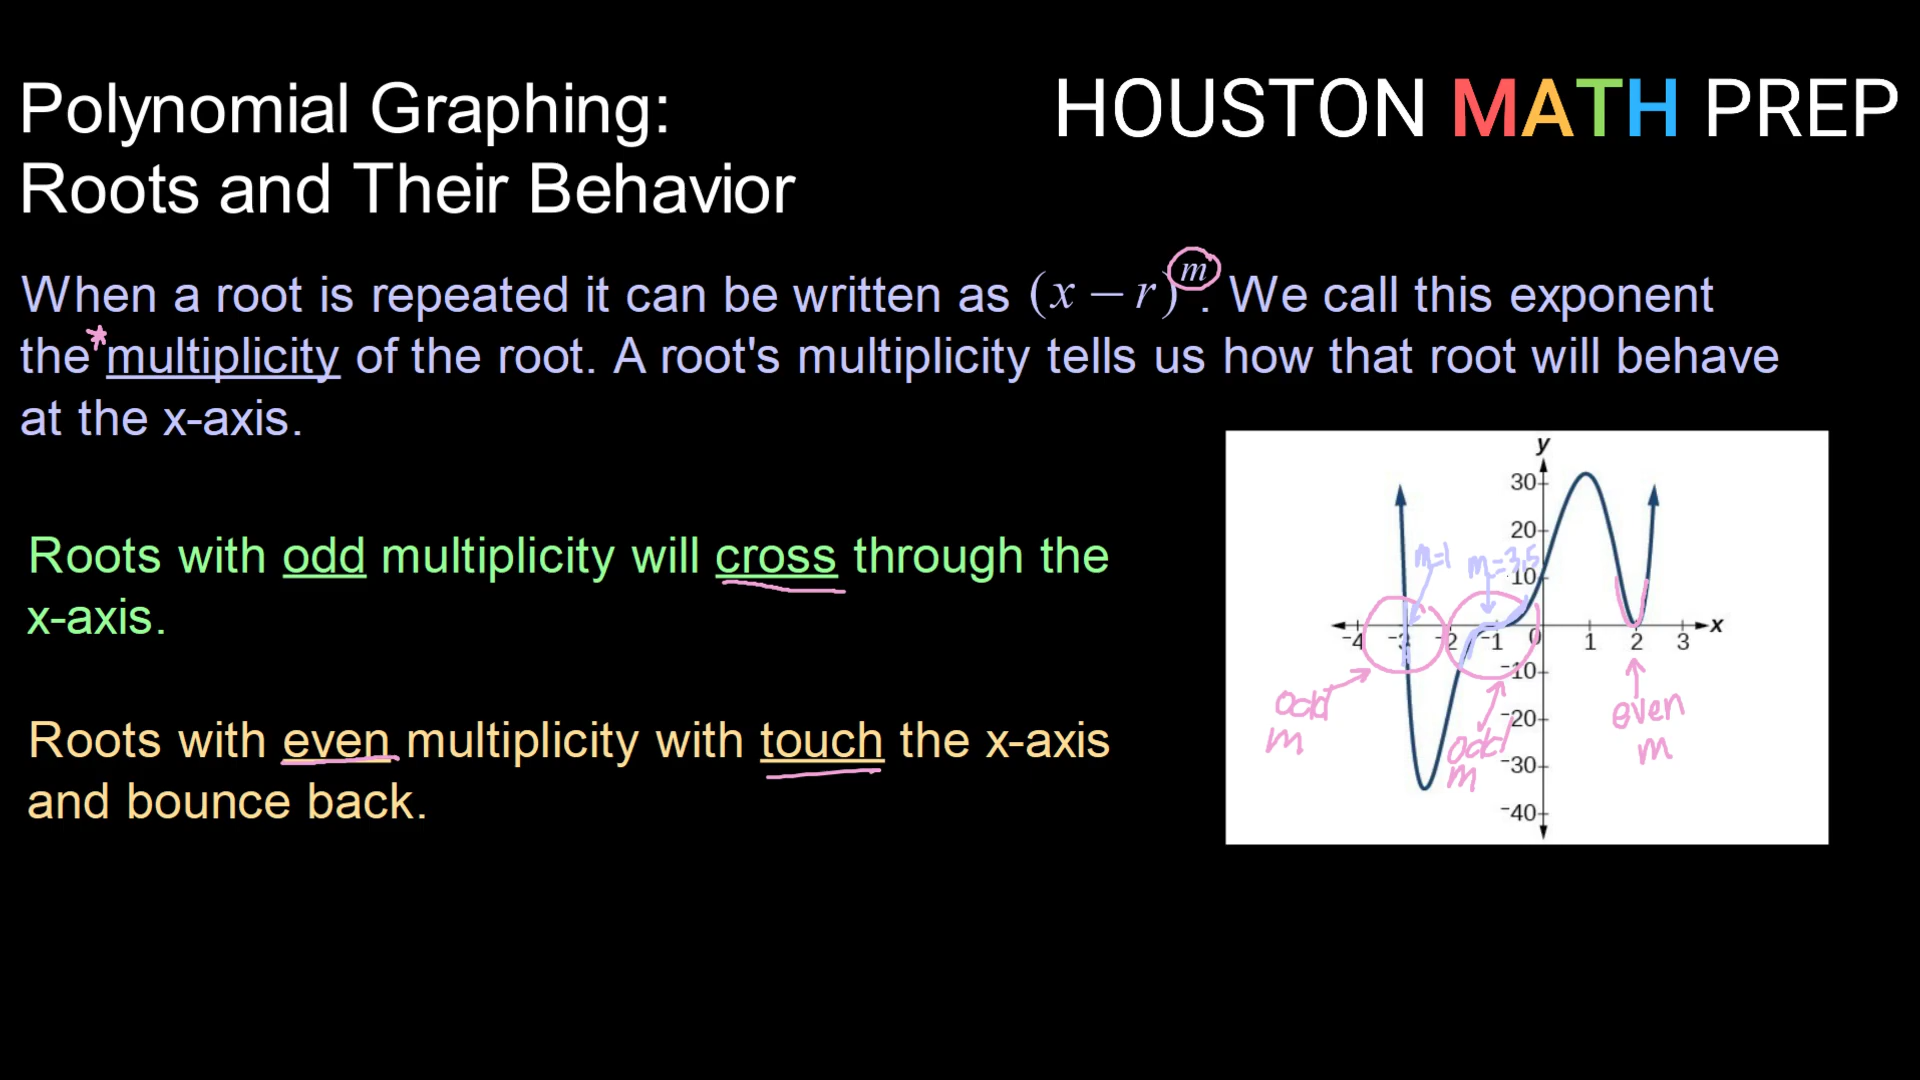 Polynomial Graphing:
Roots and Their Behavior
HOUSTON MATH PREP
When a root is repeated it can be written as (x − r)^m. We call this exponent
the *multiplicity of the root. A root's multiplicity tells us how that root will behave
at the x-axis.
Roots with odd multiplicity will cross through the
x-axis.
Roots with even multiplicity with touch the x-axis
and bounce back.
y
30
20
10
m=1
m=3,5
x
-4 -3 -2 -1 0 1 2 3
-10
-20
-30
-40
odd
m
odd
m
even
m